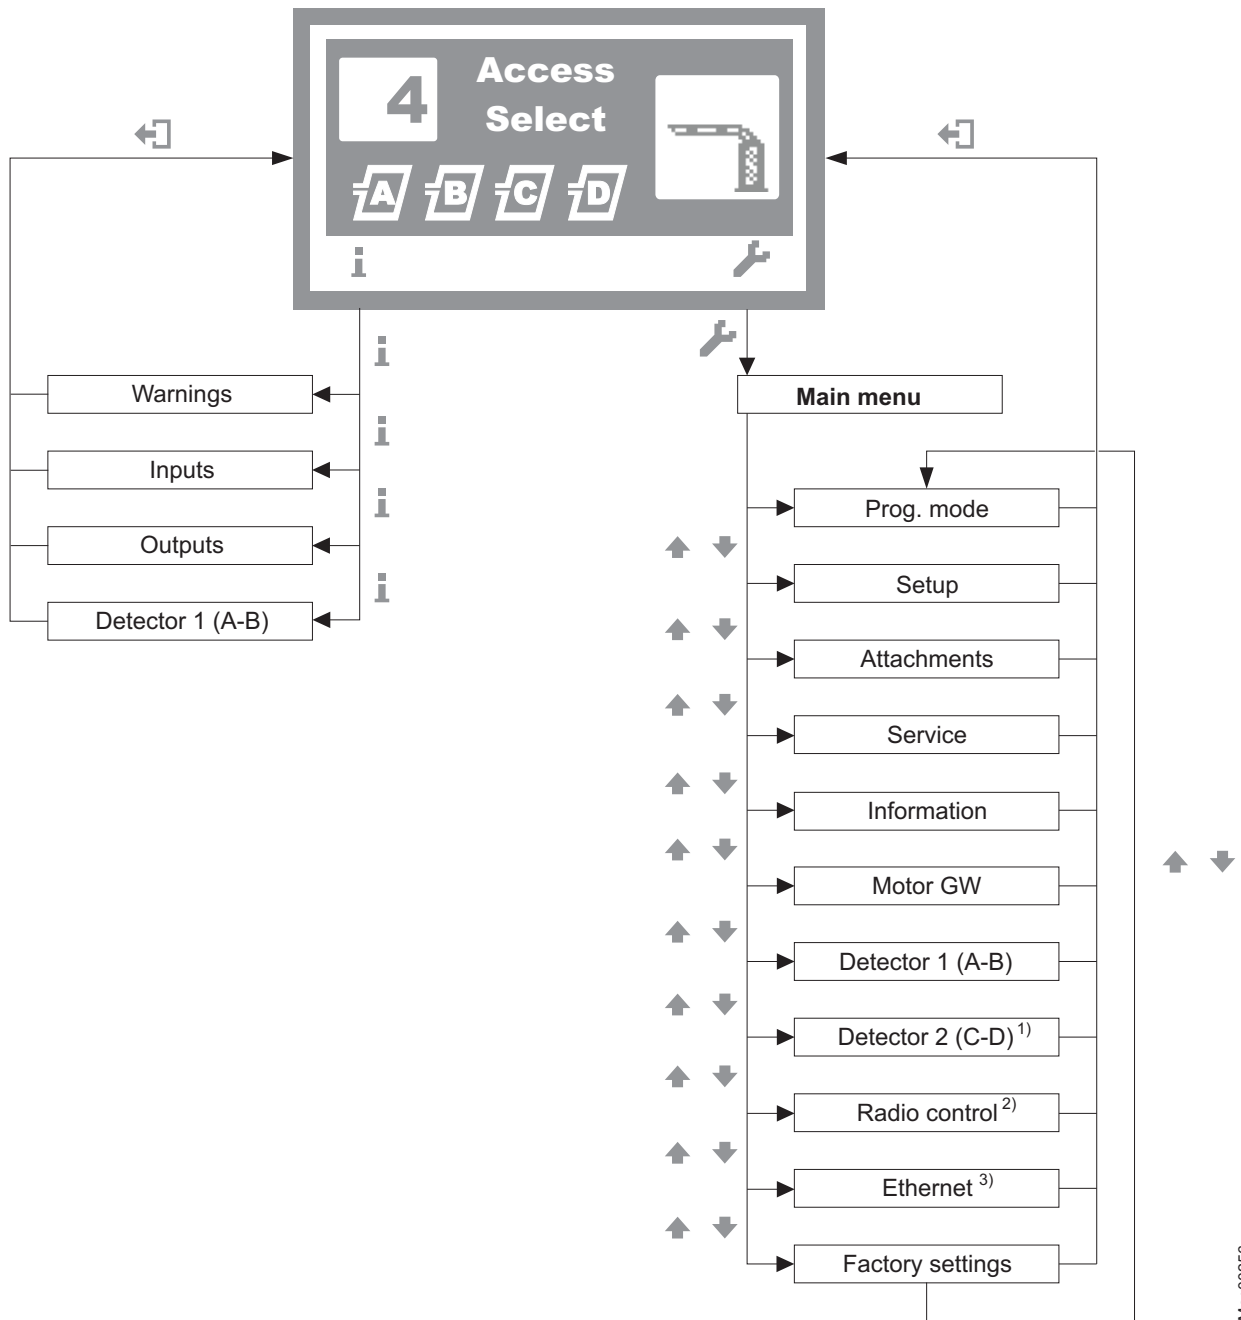 4
Access
Select
A B C D
i
i
Warnings
i
Inputs
i
Outputs
i
Detector 1 (A-B)
Main menu
Prog. mode
Setup
Attachments
Service
Information
Motor GW
Detector 1 (A-B)
Detector 2 (C-D) 1)
Radio control 2)
Ethernet 3)
Factory settings